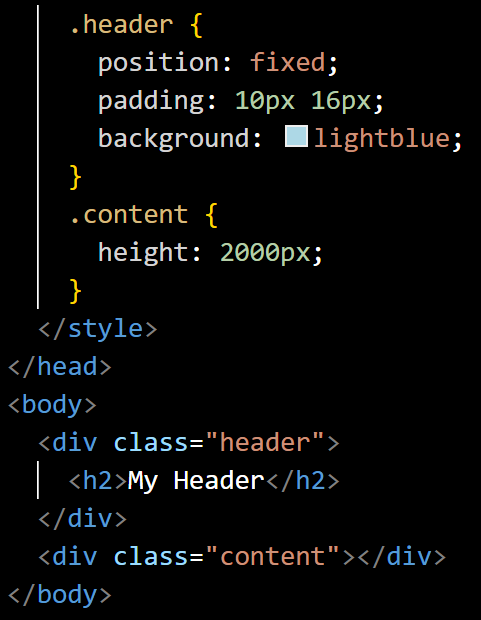 .header {
position: fixed;
padding: 10px 16px;
background: lightblue;
}
.content {
height: 2000px;
}
</style>
</head>
<body>
<div class="header">
<h2>My Header</h2>
</div>
<div class="content"></div>
</body>